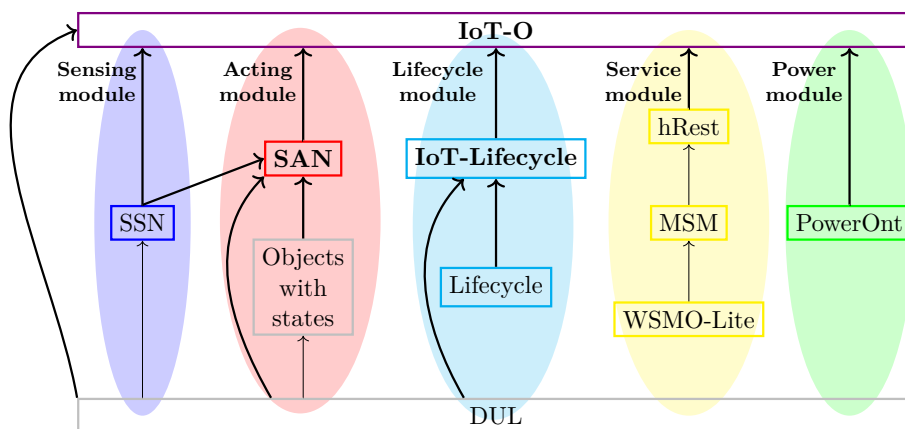 IoT-O
Sensing
module
Acting
module
Lifecycle
module
Service
module
Power
module
hRest
SAN
IoT-Lifecycle
SSN
MSM
PowerOnt
Objects
with
states
Lifecycle
WSMO-Lite
DUL